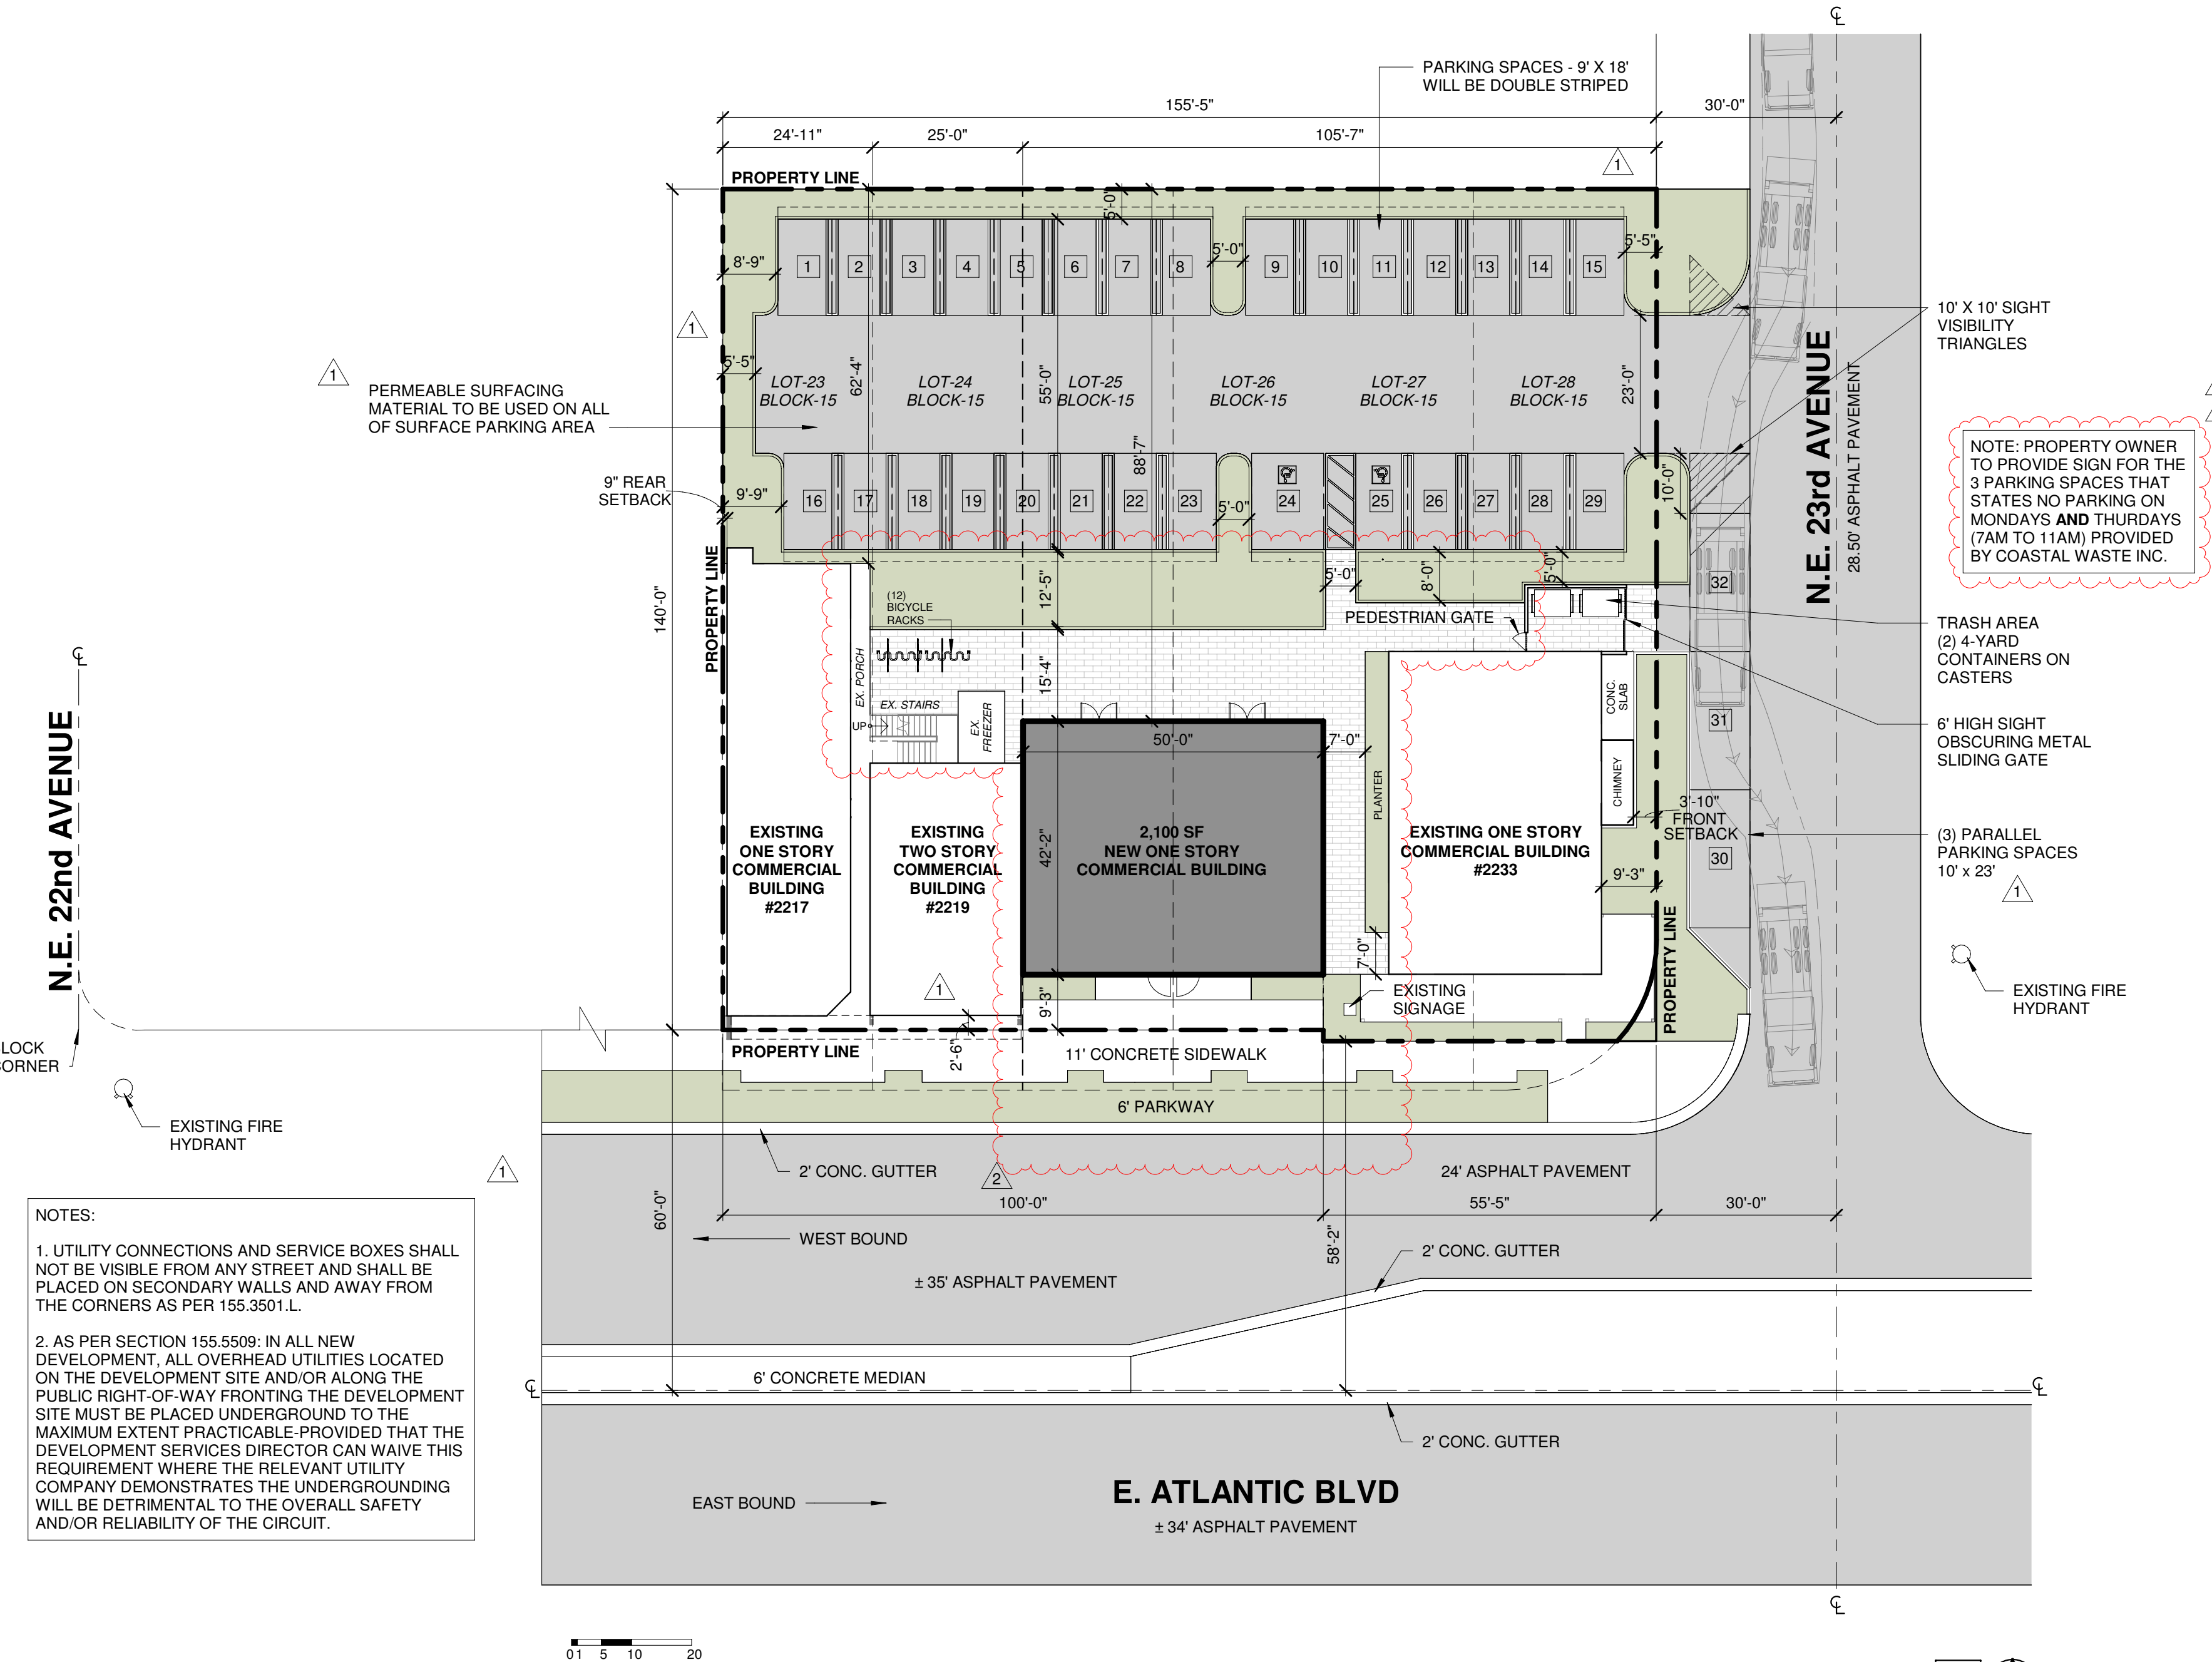 ℄
PARKING SPACES - 9' X 18'
WILL BE DOUBLE STRIPED
155'-5"
30'-0"
24'-11"
25'-0"
105'-7"
1
PROPERTY LINE
5'-0"
8'-9"
1
2
3
4
5
6
7
8
5'-0"
9
10
11
12
13
14
15
5'-5"
10' X 10' SIGHT
VISIBILITY
TRIANGLES
1
1
PERMEABLE SURFACING
MATERIAL TO BE USED ON ALL
OF SURFACE PARKING AREA
5'-5"
LOT-23
BLOCK-15
62'-4"
LOT-24
BLOCK-15
55'-0"
LOT-25
BLOCK-15
88'-7"
LOT-26
BLOCK-15
LOT-27
BLOCK-15
LOT-28
BLOCK-15
23'-0"
N.E. 23rd AVENUE
28.50' ASPHALT PAVEMENT
NOTE: PROPERTY OWNER
TO PROVIDE SIGN FOR THE
3 PARKING SPACES THAT
STATES NO PARKING ON
MONDAYS AND THURDAYS
(7AM TO 11AM) PROVIDED
BY COASTAL WASTE INC.
9" REAR
SETBACK
9'-9"
16
17
18
19
20
21
22
23
5'-0"
24
25
26
27
28
29
10'-0"
PROPERTY LINE
140'-0"
12'-5"
5'-0"
8'-0"
5'-0"
32
(12)
BICYCLE
RACKS
PEDESTRIAN GATE
TRASH AREA
(2) 4-YARD
CONTAINERS ON
CASTERS
EX. PORCH
15'-4"
EX. STAIRS
UP
EX.
FREEZER
CONC.
SLAB
31
6' HIGH SIGHT
OBSCURING METAL
SLIDING GATE
℄
N.E. 22nd AVENUE
50'-0"
7'-0"
PLANTER
CHIMNEY
3'-10"
FRONT
SETBACK
EXISTING
ONE STORY
COMMERCIAL
BUILDING
#2217
EXISTING
TWO STORY
COMMERCIAL
BUILDING
#2219
42'-2"
2,100 SF
NEW ONE STORY
COMMERCIAL BUILDING
EXISTING ONE STORY
COMMERCIAL BUILDING
#2233
30
9'-3"
(3) PARALLEL
PARKING SPACES
10' x 23'
1
7'-0"
PROPERTY LINE
1
9'-3"
EXISTING
SIGNAGE
EXISTING FIRE
HYDRANT
LOCK
ORNER
PROPERTY LINE
2'-6"
11' CONCRETE SIDEWALK
6' PARKWAY
EXISTING FIRE
HYDRANT
1
2' CONC. GUTTER
2
24' ASPHALT PAVEMENT
100'-0"
55'-5"
30'-0"
60'-0"
58'-2"
WEST BOUND
2' CONC. GUTTER
± 35' ASPHALT PAVEMENT
NOTES:
1. UTILITY CONNECTIONS AND SERVICE BOXES SHALL
NOT BE VISIBLE FROM ANY STREET AND SHALL BE
PLACED ON SECONDARY WALLS AND AWAY FROM
THE CORNERS AS PER 155.3501.L.
2. AS PER SECTION 155.5509: IN ALL NEW
DEVELOPMENT, ALL OVERHEAD UTILITIES LOCATED
ON THE DEVELOPMENT SITE AND/OR ALONG THE
PUBLIC RIGHT-OF-WAY FRONTING THE DEVELOPMENT
SITE MUST BE PLACED UNDERGROUND TO THE
MAXIMUM EXTENT PRACTICABLE-PROVIDED THAT THE
DEVELOPMENT SERVICES DIRECTOR CAN WAIVE THIS
REQUIREMENT WHERE THE RELEVANT UTILITY
COMPANY DEMONSTRATES THE UNDERGROUNDING
WILL BE DETRIMENTAL TO THE OVERALL SAFETY
AND/OR RELIABILITY OF THE CIRCUIT.
6' CONCRETE MEDIAN
℄
℄
2' CONC. GUTTER
EAST BOUND
E. ATLANTIC BLVD
± 34' ASPHALT PAVEMENT
℄
0 1 5 10 20